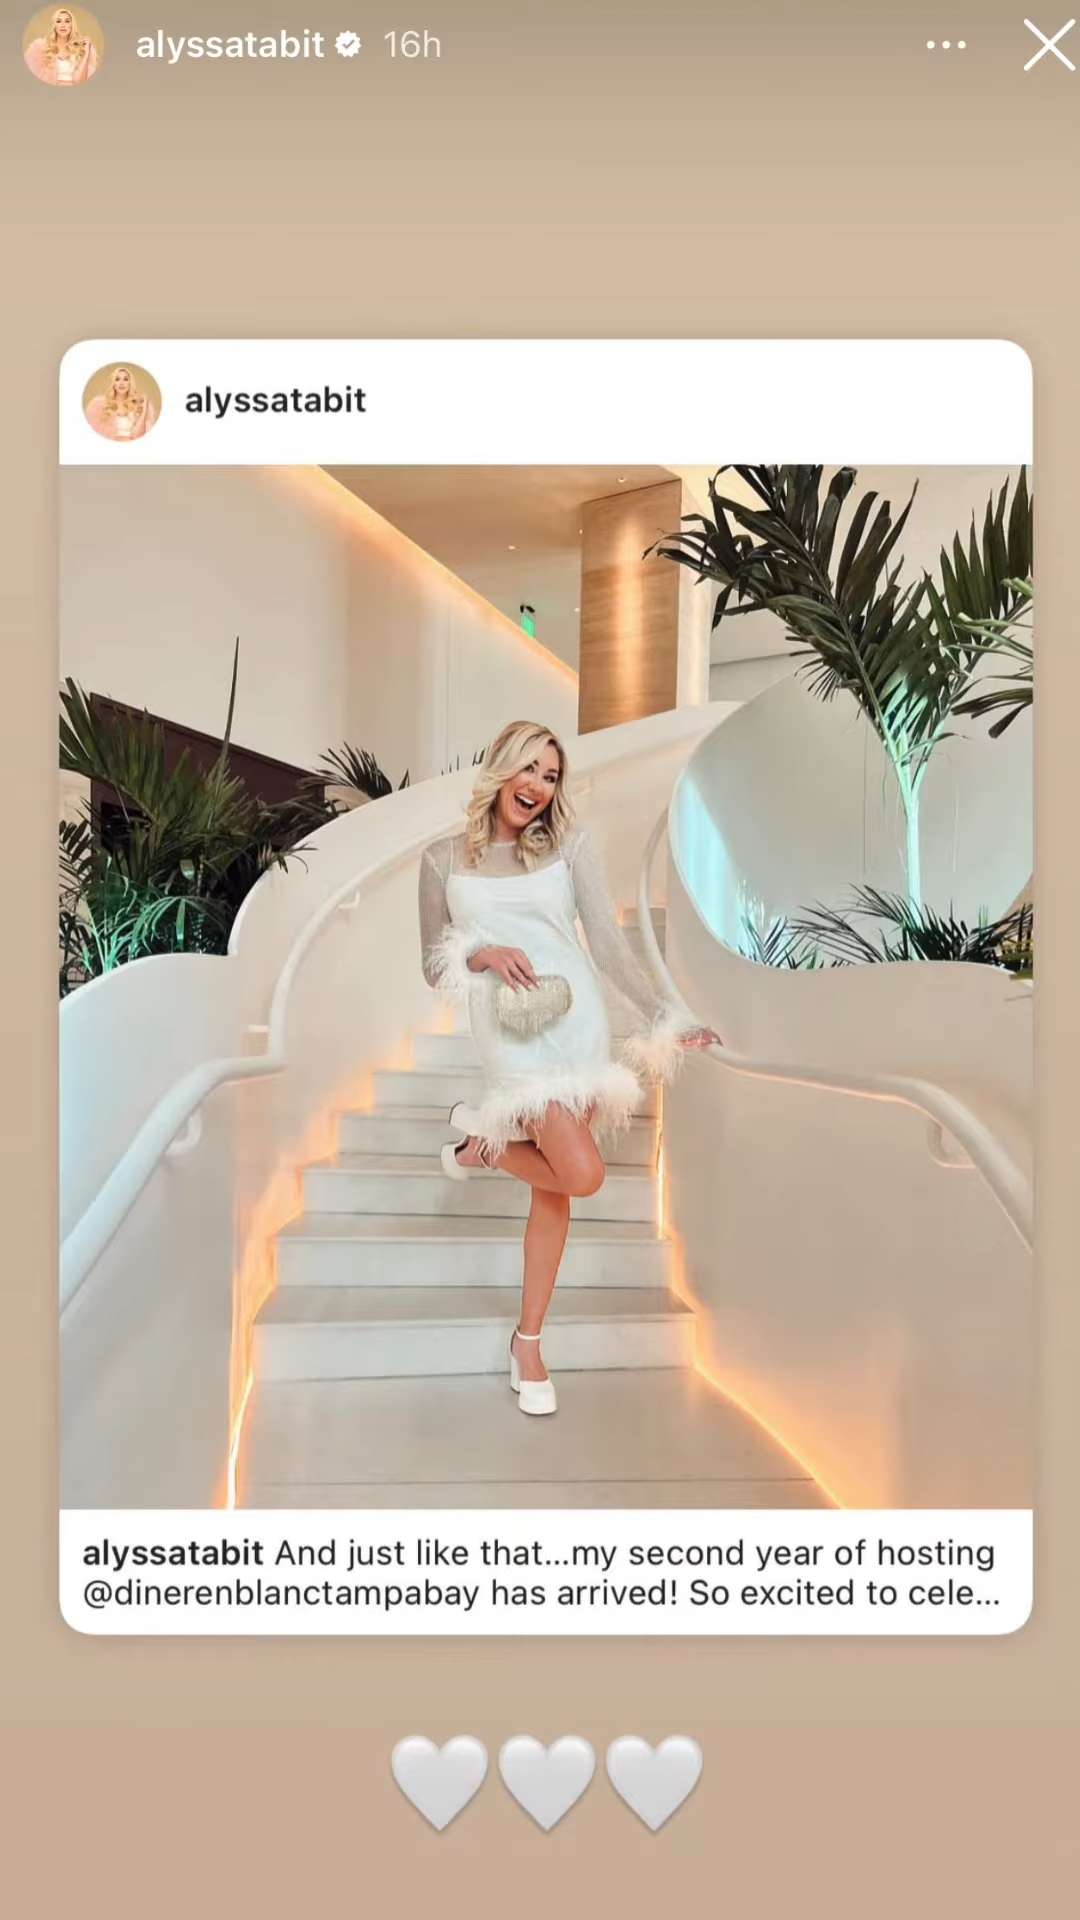 alyssatabit 16h
alyssatabit
alyssatabit And just like that...my second year of hosting
@dinerenblanctampabay has arrived! So excited to cele...